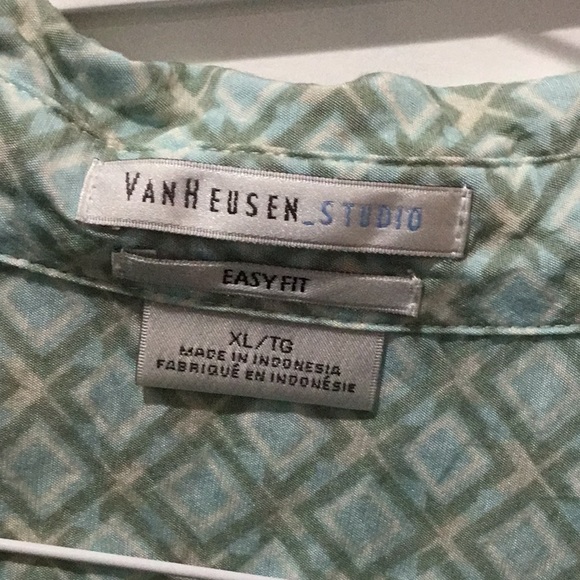 VANHEUSEN_STUDIO
EASY FIT
XL/TG
MADE IN INDONESIA
FABRIQUÉ EN INDONÉSIE